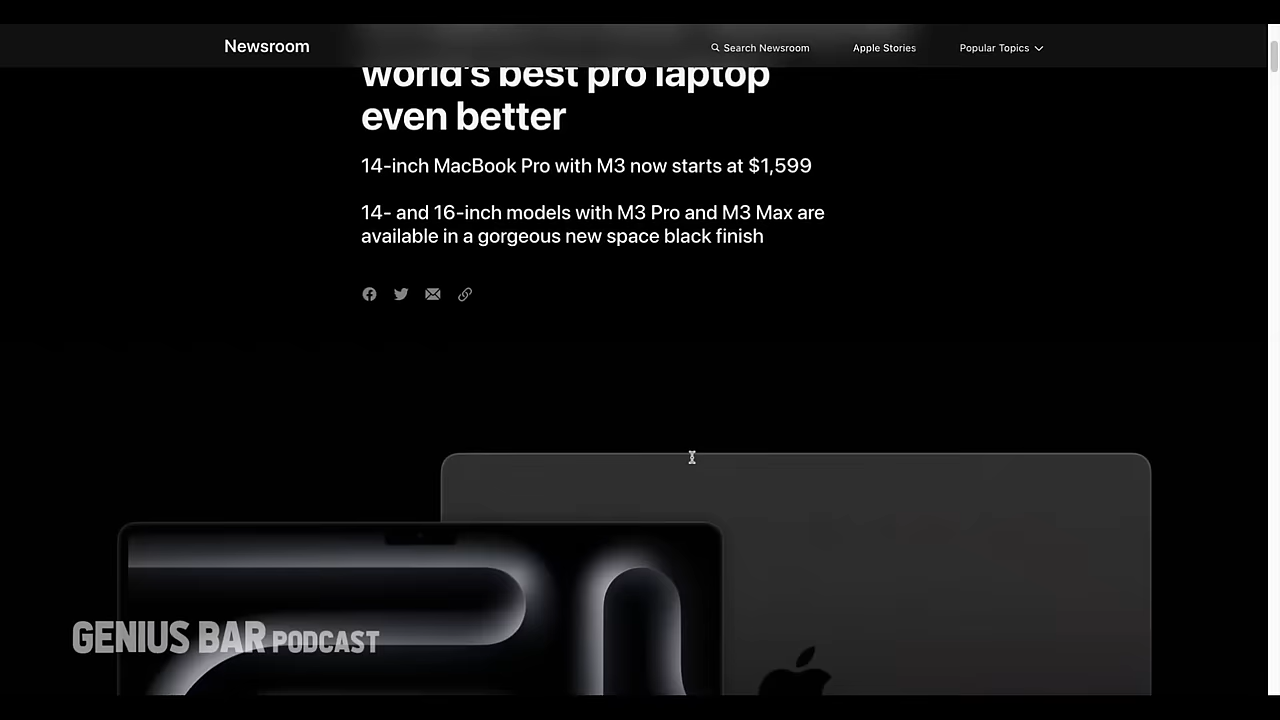 Newsroom
Search Newsroom
Apple Stories
Popular Topics
world's best pro laptop
even better
14-inch MacBook Pro with M3 now starts at $1,599
14- and 16-inch models with M3 Pro and M3 Max are
available in a gorgeous new space black finish
GENIUS BAR PODCAST